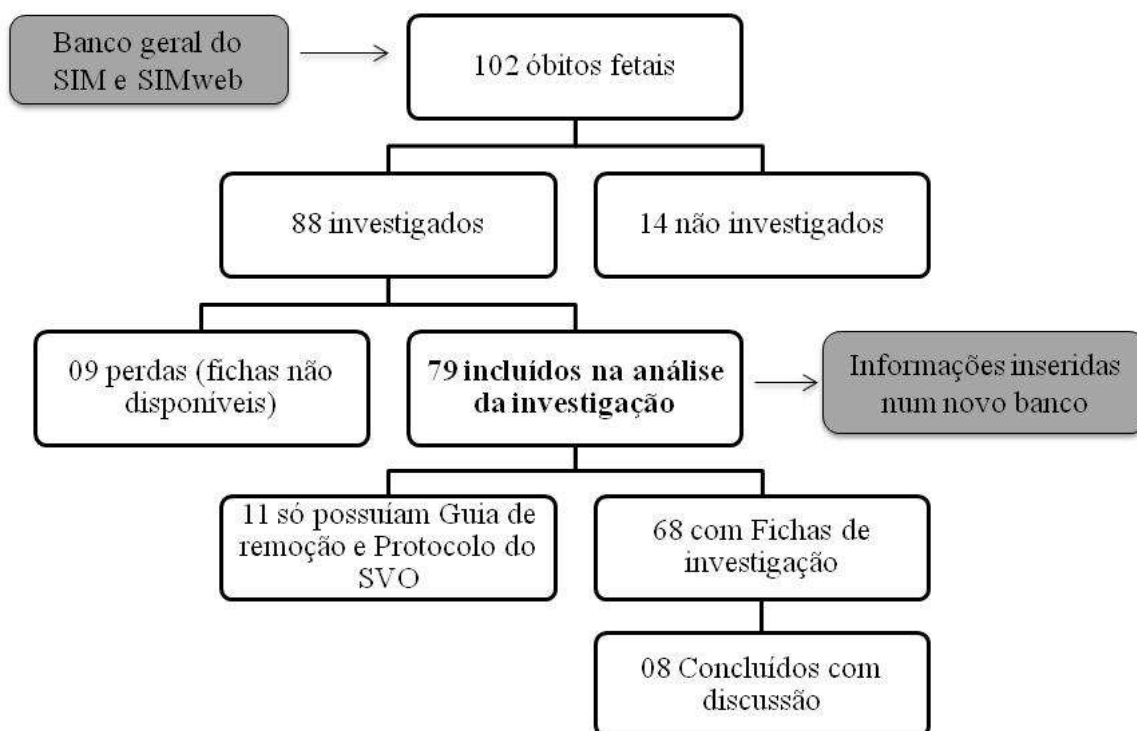 Banco geral do
SIM e SIMweb
102 óbitos fetais
88 investigados
14 não investigados
09 perdas (fichas não
disponíveis)
79 incluídos na análise
da investigação
Informações inseridas
num novo banco
11 só possuíam Guia de
remoção e Protocolo do
SVO
68 com Fichas de
investigação
08 Concluídos com
discussão